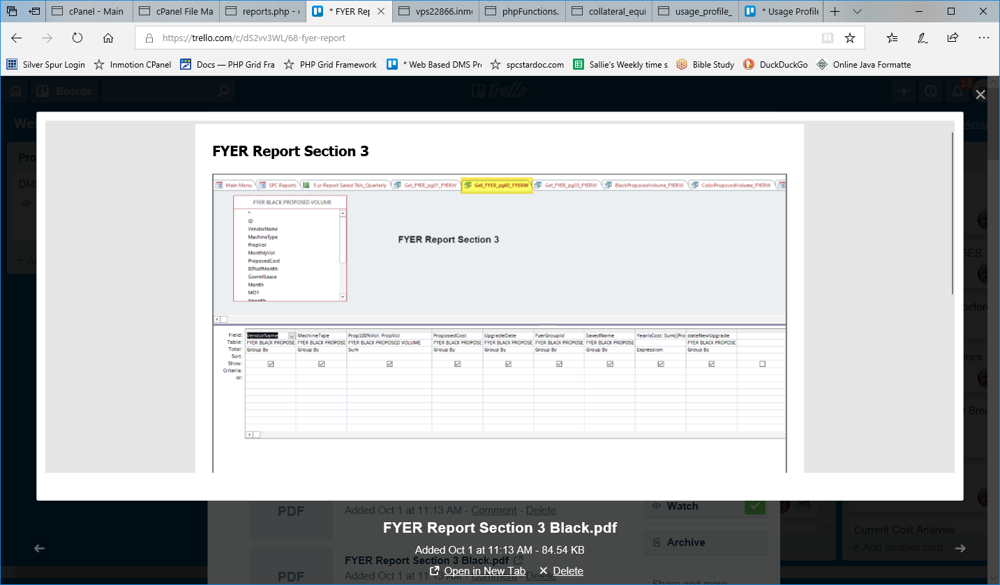 cPanel - Main
cPanel File Ma
reports.php - c
* FYER Rep
vps22866.inmo
phpFunctions.
collateral_equi
usage_profile_
* Usage Profile
https://trello.com/c/dS2vv3WL/68-fyer-report
Silver Spur Login
Inmotion CPanel
Docs — PHP Grid Fra
PHP Grid Framework
* Web Based DMS Pr
spcstardoc.com
Sallie's Weekly time s
Bible Study
DuckDuckGo
Online Java Formatte
Boards
Trello
25
Wel
Menu
Pro
DMS
+ A
GES
before
ines
t Brea
FYER Report Section 3
Main Menu
SPC Reports
5-yr Report Saved Tbls_Quarterly
Get_FYER_pg01_FYERW
Get_FYER_pg02_FYERW
Get_FYER_pg03_FYERW
BlackProposedVolume_FYERW
ColorProposedVolume_FYERW
FYER BLACK PROPOSED VOLUME
*
ID
VendorName
MachineType
PropVol
MonthlyVol
ProposedCost
80%ofMonth
GovrmtLease
Month
MO1
Xmonth
FYER Report Section 3
Field: VendorName MachineType Prop100%Vol: PropVol ProposedCost UpgradeDate FyerGroupId SavedName YearlyCost: Sum([Pro dateNewUpgrade
Table: FYER BLACK PROPOSE FYER BLACK PROPOSE FYER BLACK PROPOSED VOLUME FYER BLACK PROPOSE FYER BLACK PROPOSE FYER BLACK PROPOSE FYER BLACK PROPOSE FYER BLACK PROPOSE
Total: Group By Group By Sum Group By Group By Group By Group By Expression Group By
Sort:
Show:
Criteria:
or:
PDF
Added Oct 1 at 11:13 AM - Comment - Delete
Watch
SH
FYER Report Section 3 Black.pdf
Current Cost Analysis
Archive
+ Add another card
Added Oct 1 at 11:13 AM - 84.54 KB
FYER Report Section 3 Black.pdf
Open in New Tab
Delete
PDF
Added Oct 1 at 11:13 AM - Comment - Delete
Share and more